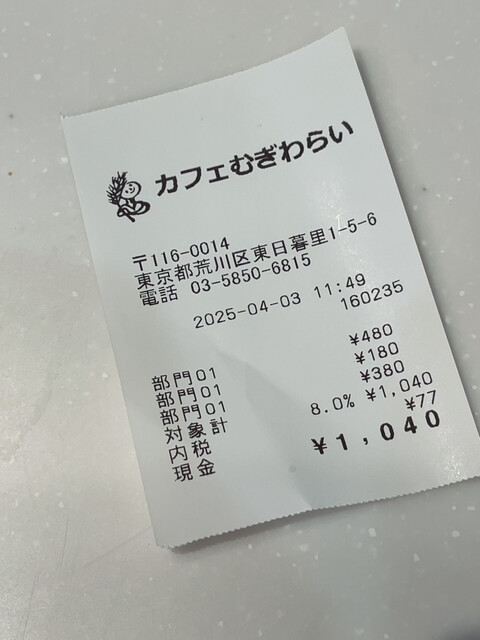 カフェむぎわらい
〒116-0014
東京都荒川区東日暮里1-5-6
電話 03-5850-6815
2025-04-03 11:49
160235
部門01 ¥480
部門01 ¥180
部門01 ¥380
対象計 8.0% ¥1,040
内税 ¥77
現金 ¥1,040